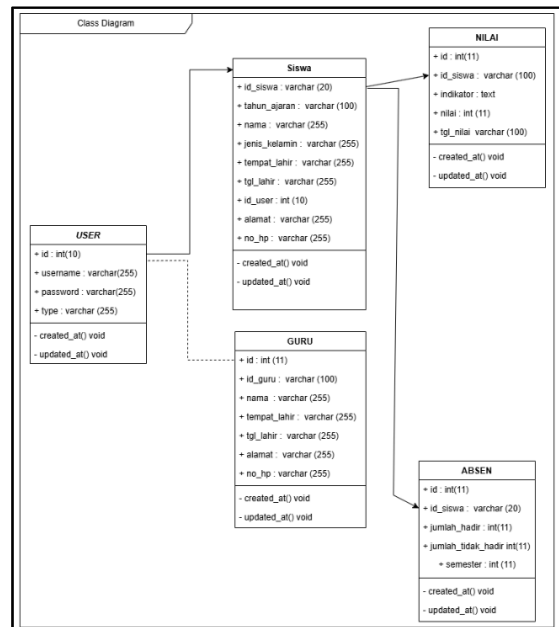 Class Diagram
Siswa
+ id_siswa : varchar (20)
+ tahun_ajaran : varchar (100)
+ nama : varchar (255)
+ jenis_kelamin : varchar (255)
+ tempat_lahir : varchar (255)
+ tgl_lahir : varchar (255)
+ id_user : int (10)
+ alamat : varchar (255)
+ no_hp : varchar (255)
- created_at() void
- updated_at() void
NILAI
+ id : int(11)
+ id_siswa : varchar (100)
+ indikator : text
+ nilai : int (11)
+ tgl_nilai varchar (100)
- created_at() void
- updated_at() void
USER
+ id : int(10)
+ username : varchar(255)
+ password : varchar(255)
+ type : varchar (255)
- created_at() void
- updated_at() void
GURU
+ id : int (11)
+ id_guru : varchar (100)
+ nama : varchar (255)
+ tempat_lahir : varchar (255)
+ tgl_lahir : varchar (255)
+ alamat : varchar (255)
+ no_hp : varchar (255)
- created_at() void
- updated_at() void
ABSEN
+ id : int(11)
+ id_siswa : varchar (20)
+ jumlah_hadir : int(11)
+ jumlah_tidak_hadir int(11)
+ semester : int (11)
- created_at() void
- updated_at() void